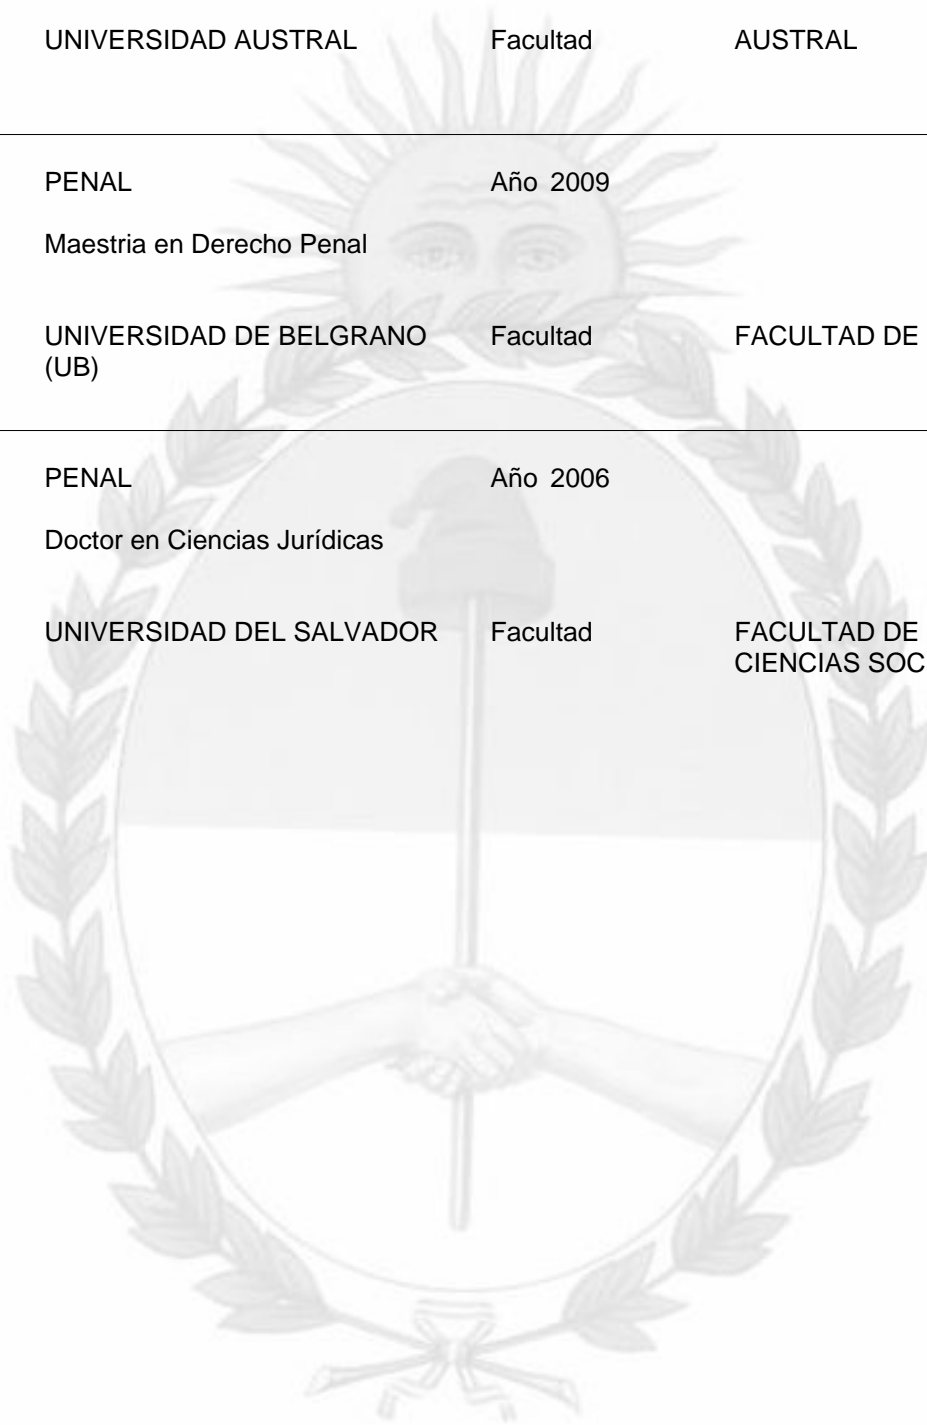 UNIVERSIDAD AUSTRAL Facultad AUSTRAL
PENAL Año 2009
Maestria en Derecho Penal
UNIVERSIDAD DE BELGRANO Facultad FACULTAD DE
(UB)
PENAL Año 2006
Doctor en Ciencias Jurídicas
UNIVERSIDAD DEL SALVADOR Facultad FACULTAD DE
CIENCIAS SOC